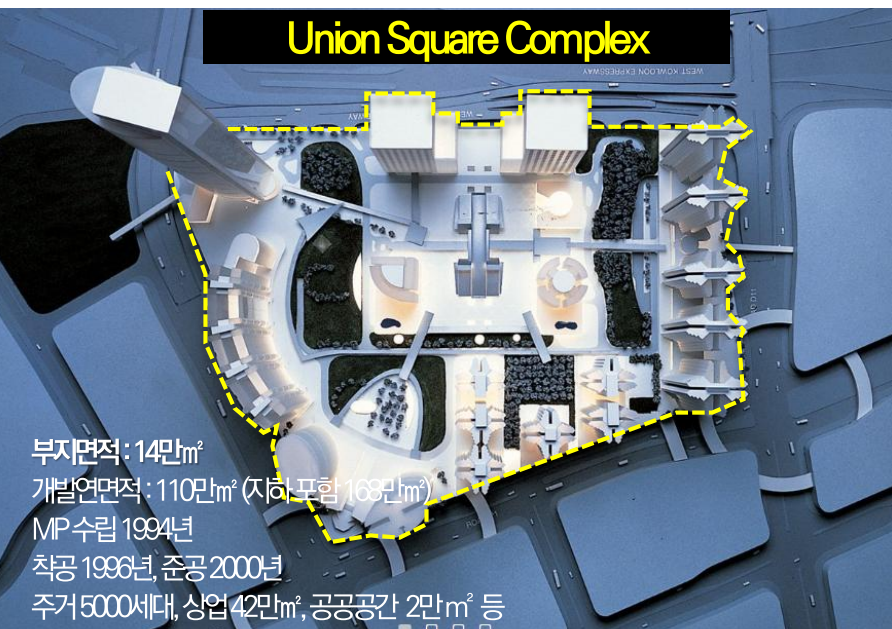 Union Square Complex
WEST KOWLOON EXPRESSWAY
부지면적 : 14만㎡
개발연면적 : 110만㎡ (지하 포함 168만㎡)
MP 수립 1994년
착공 1996년, 준공 2000년
주거 5000세대, 상업 42만㎡, 공공공간 2만㎡ 등